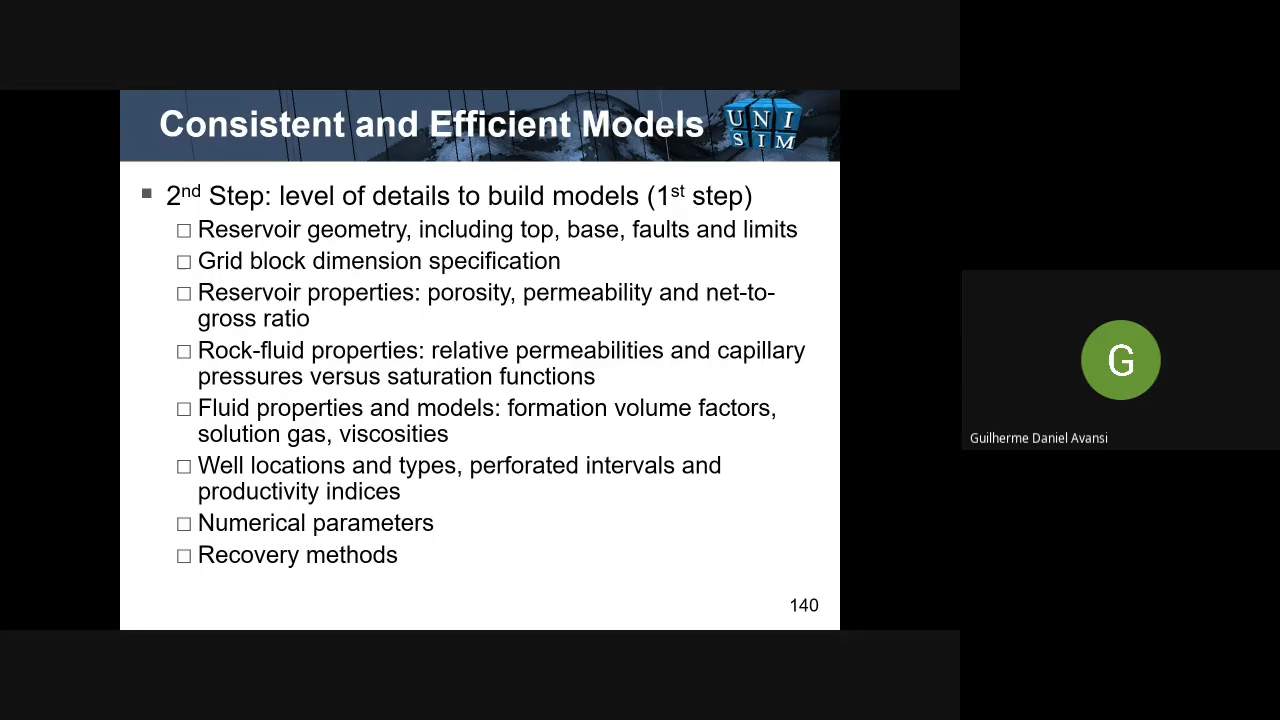 Consistent and Efficient Models
UNI
SIM
2nd Step: level of details to build models (1st step)
Reservoir geometry, including top, base, faults and limits
Grid block dimension specification
Reservoir properties: porosity, permeability and net-to-
gross ratio
Rock-fluid properties: relative permeabilities and capillary
pressures versus saturation functions
Fluid properties and models: formation volume factors,
solution gas, viscosities
Well locations and types, perforated intervals and
productivity indices
Numerical parameters
Recovery methods
140
G
Guilherme Daniel Avansi